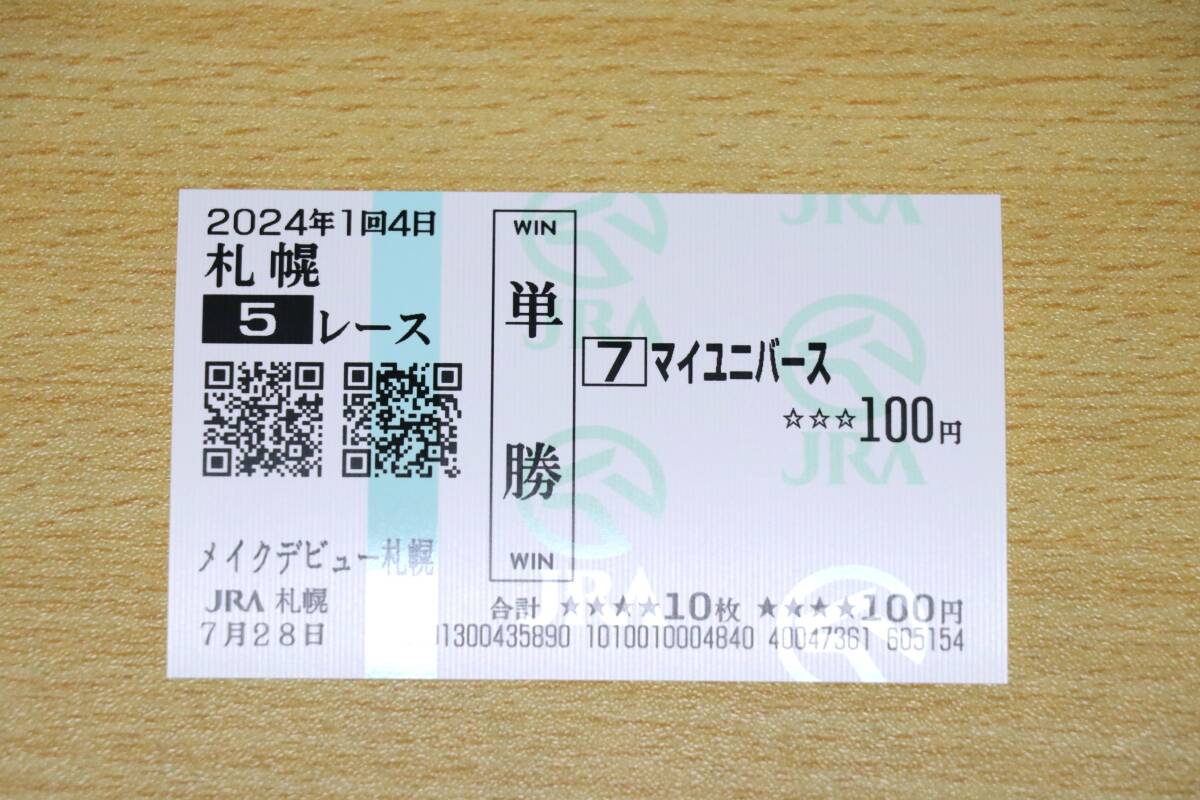 2024年1回4日
札幌
5レース
メイクデビュー札幌
JRA 札幌
7月28日
WIN
単勝
WIN
7 マイユニバース
☆☆☆100円
合計 ★★★★10枚 ★★★★100円
1300435890 1010010004840 40047361 605154
JRA
JRA
JRA
JRA